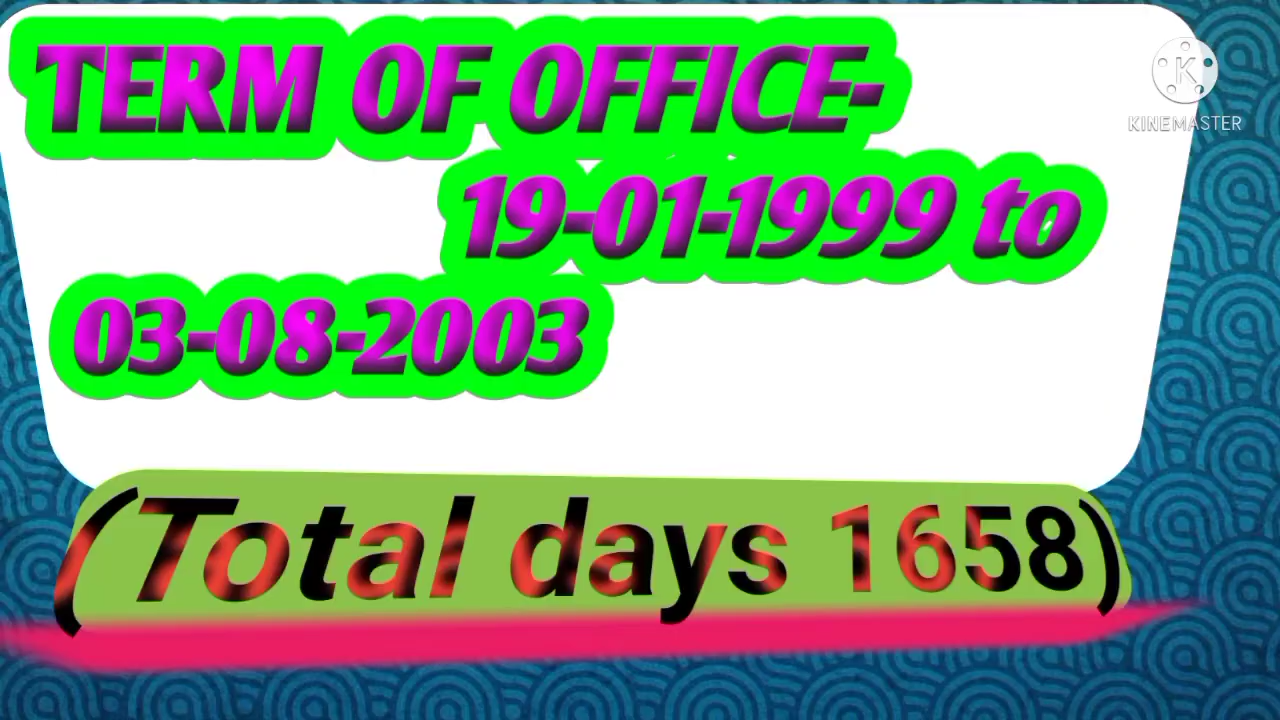 TERM OF OFFICE-
KINEMASTER
19-01-1999 to
03-08-2003
(Total days 1658)